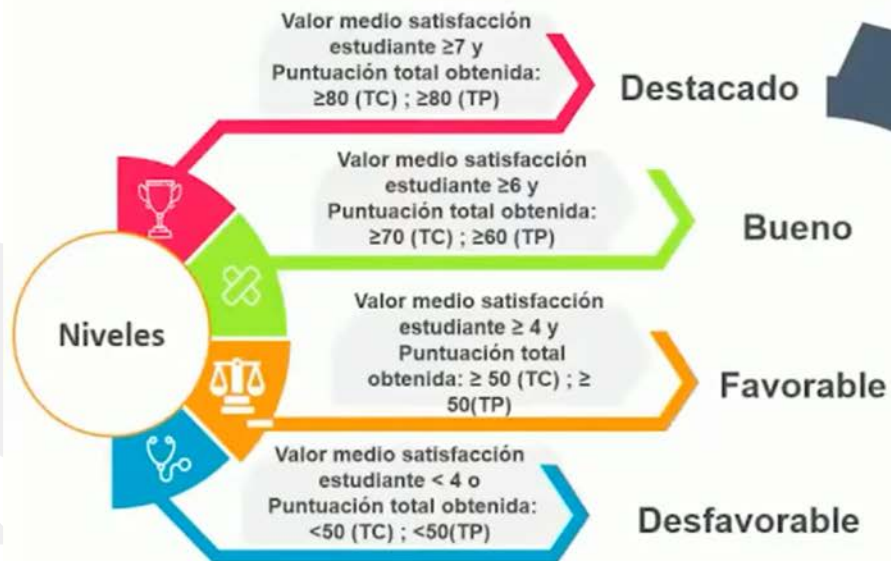 Valor medio satisfacción
estudiante ≥7 y
Puntuación total obtenida:
≥80 (TC) ; ≥80 (TP)
Destacado
Valor medio satisfacción
estudiante ≥6 y
Puntuación total obtenida:
≥70 (TC) ; ≥60 (TP)
Bueno
Niveles
Valor medio satisfacción
estudiante ≥ 4 y
Puntuación total
obtenida: ≥ 50 (TC) ; ≥
50(TP)
Favorable
Valor medio satisfacción
estudiante < 4 o
Puntuación total obtenida:
<50 (TC) ; <50(TP)
Desfavorable